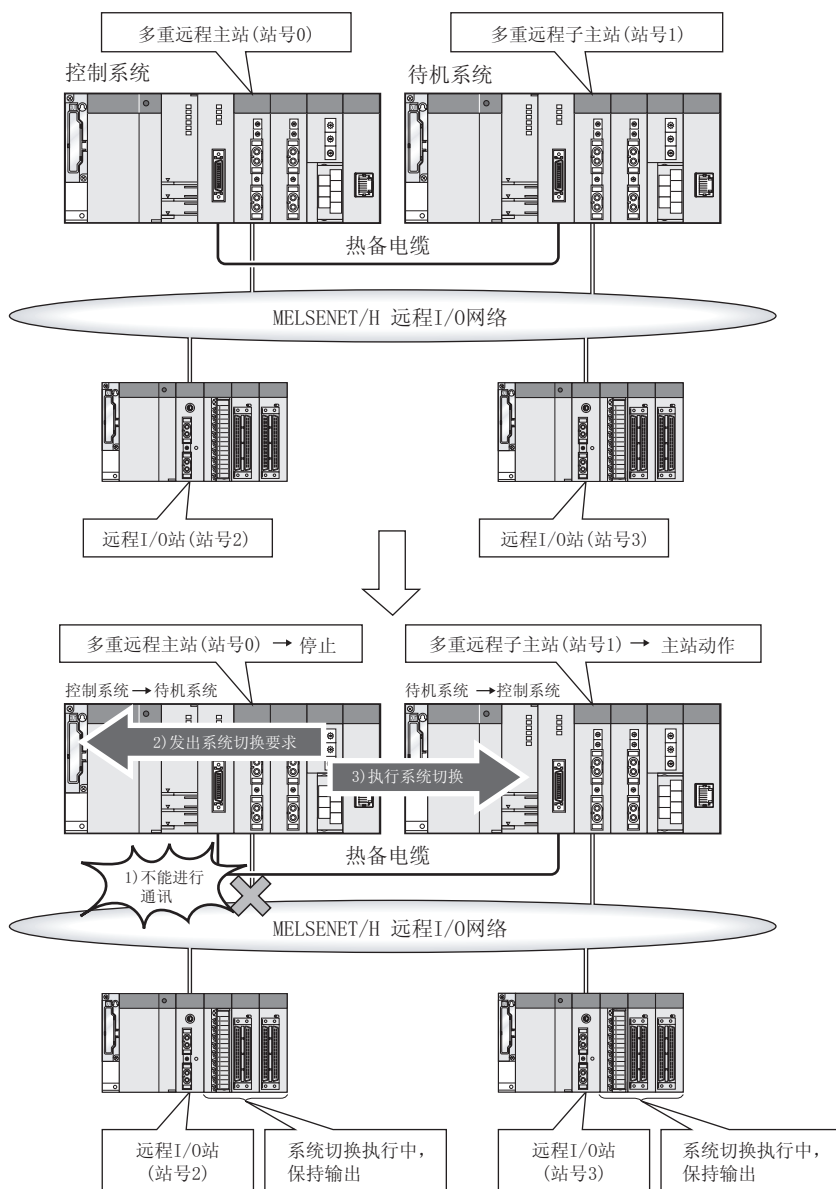 多重远程主站(站号0)
多重远程子主站(站号1)
控制系统
待机系统
热备电缆
MELSENET/H 远程I/O网络
远程I/O站(站号2)
远程I/O站(站号3)
多重远程主站(站号0) → 停止
多重远程子主站(站号1) → 主站动作
控制系统→待机系统
待机系统→控制系统
2)发出系统切换要求
3)执行系统切换
热备电缆
1)不能进行
通讯
MELSENET/H 远程I/O网络
远程I/O站
(站号2)
系统切换执行中,
保持输出
远程I/O站
(站号3)
系统切换执行中,
保持输出